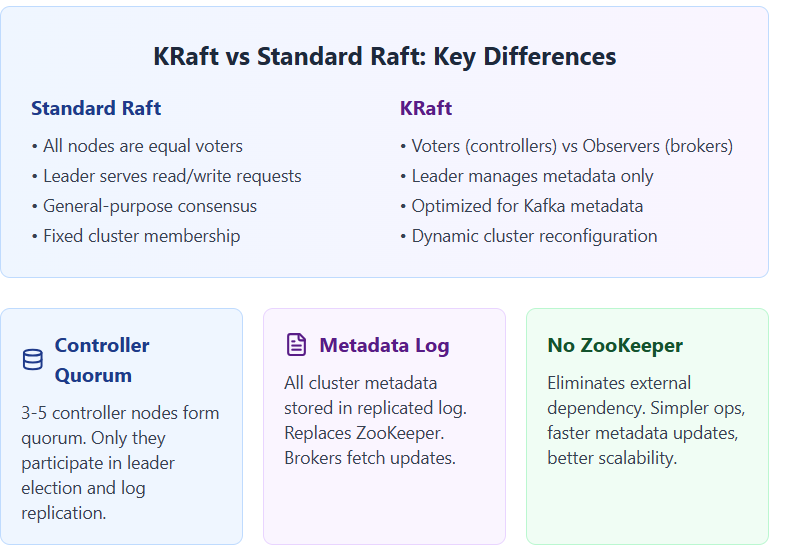 KRaft vs Standard Raft: Key Differences
Standard Raft
• All nodes are equal voters
• Leader serves read/write requests
• General-purpose consensus
• Fixed cluster membership
KRaft
• Voters (controllers) vs Observers (brokers)
• Leader manages metadata only
• Optimized for Kafka metadata
• Dynamic cluster reconfiguration
Controller
Quorum
3-5 controller nodes form
quorum. Only they
participate in leader
election and log
replication.
Metadata Log
All cluster metadata
stored in replicated log.
Replaces ZooKeeper.
Brokers fetch updates.
No ZooKeeper
Eliminates external
dependency. Simpler ops,
faster metadata updates,
better scalability.